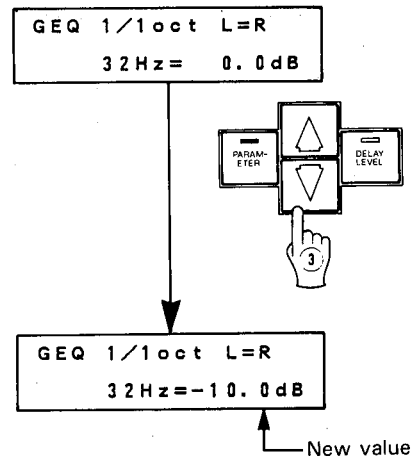 GEQ 1/1oct L=R
32Hz= 0.0dB
PARAM-
ETER
DELAY
LEVEL
3
GEQ 1/1oct L=R
32Hz=-10.0dB
New value